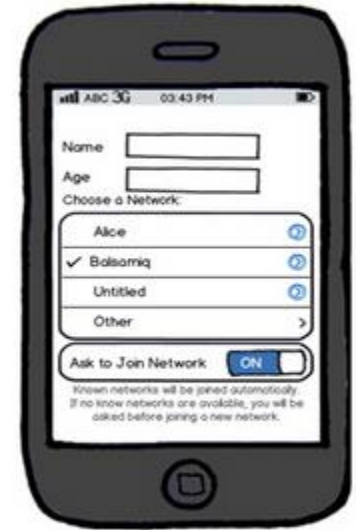 ABC 3G 03:43 PM
Name
Age
Choose a Network:
Alice
Balsamiq
Untitled
Other
Ask to Join Network ON
Known networks will be joined automatically.
If no know networks are available, you will be
asked before joining a new network.